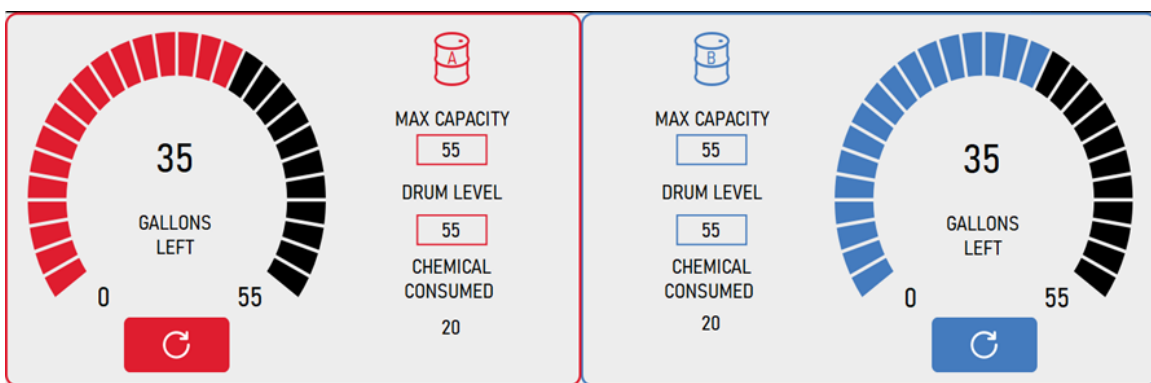 A
MAX CAPACITY
55
35
DRUM LEVEL
55
GALLONS
LEFT
CHEMICAL
CONSUMED
0
55
20
B
MAX CAPACITY
55
35
DRUM LEVEL
55
GALLONS
LEFT
CHEMICAL
CONSUMED
0
55
20